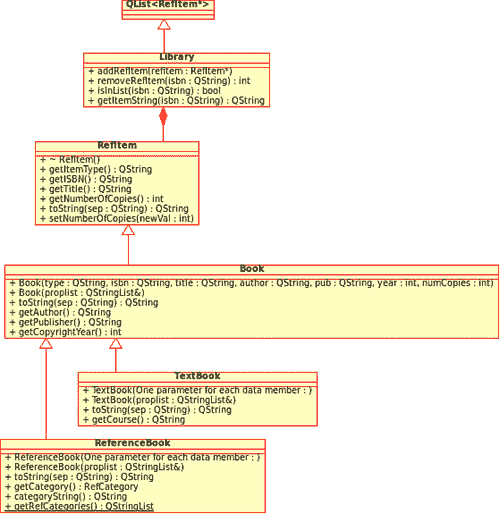 QList<RefItem*>
Library
+ addRefItem(refitem : RefItem*)
+ removeRefItem(isbn : QString) : int
+ isInList(isbn : QString) : bool
+ getItemString(isbn : QString) : QString
RefItem
+ ~ RefItem()
+ getItemType() : QString
+ getISBN() : QString
+ getTitle() : QString
+ getNumberOfCopies() : int
+ toString(sep : QString) : QString
+ setNumberOfCopies(newVal : int)
Book
+ Book(type : QString, isbn : QString, title : QString, author : QString, pub : QString, year : int, numCopies : int)
+ Book(proplist : QStringList&)
+ toString(sep : QString) : QString
+ getAuthor() : QString
+ getPublisher() : QString
+ getCopyrightYear() : int
TextBook
+ TextBook(One parameter for each data member : )
+ TextBook(proplist : QStringList&)
+ toString(sep : QString) : QString
+ getCourse() : QString
ReferenceBook
+ ReferenceBook(One parameter for each data member : )
+ ReferenceBook(proplist : QStringList&)
+ toString(sep : QString) : QString
+ getCategory() : RefCategory
+ categoryString() : QString
+ getRefCategories() : QStringList